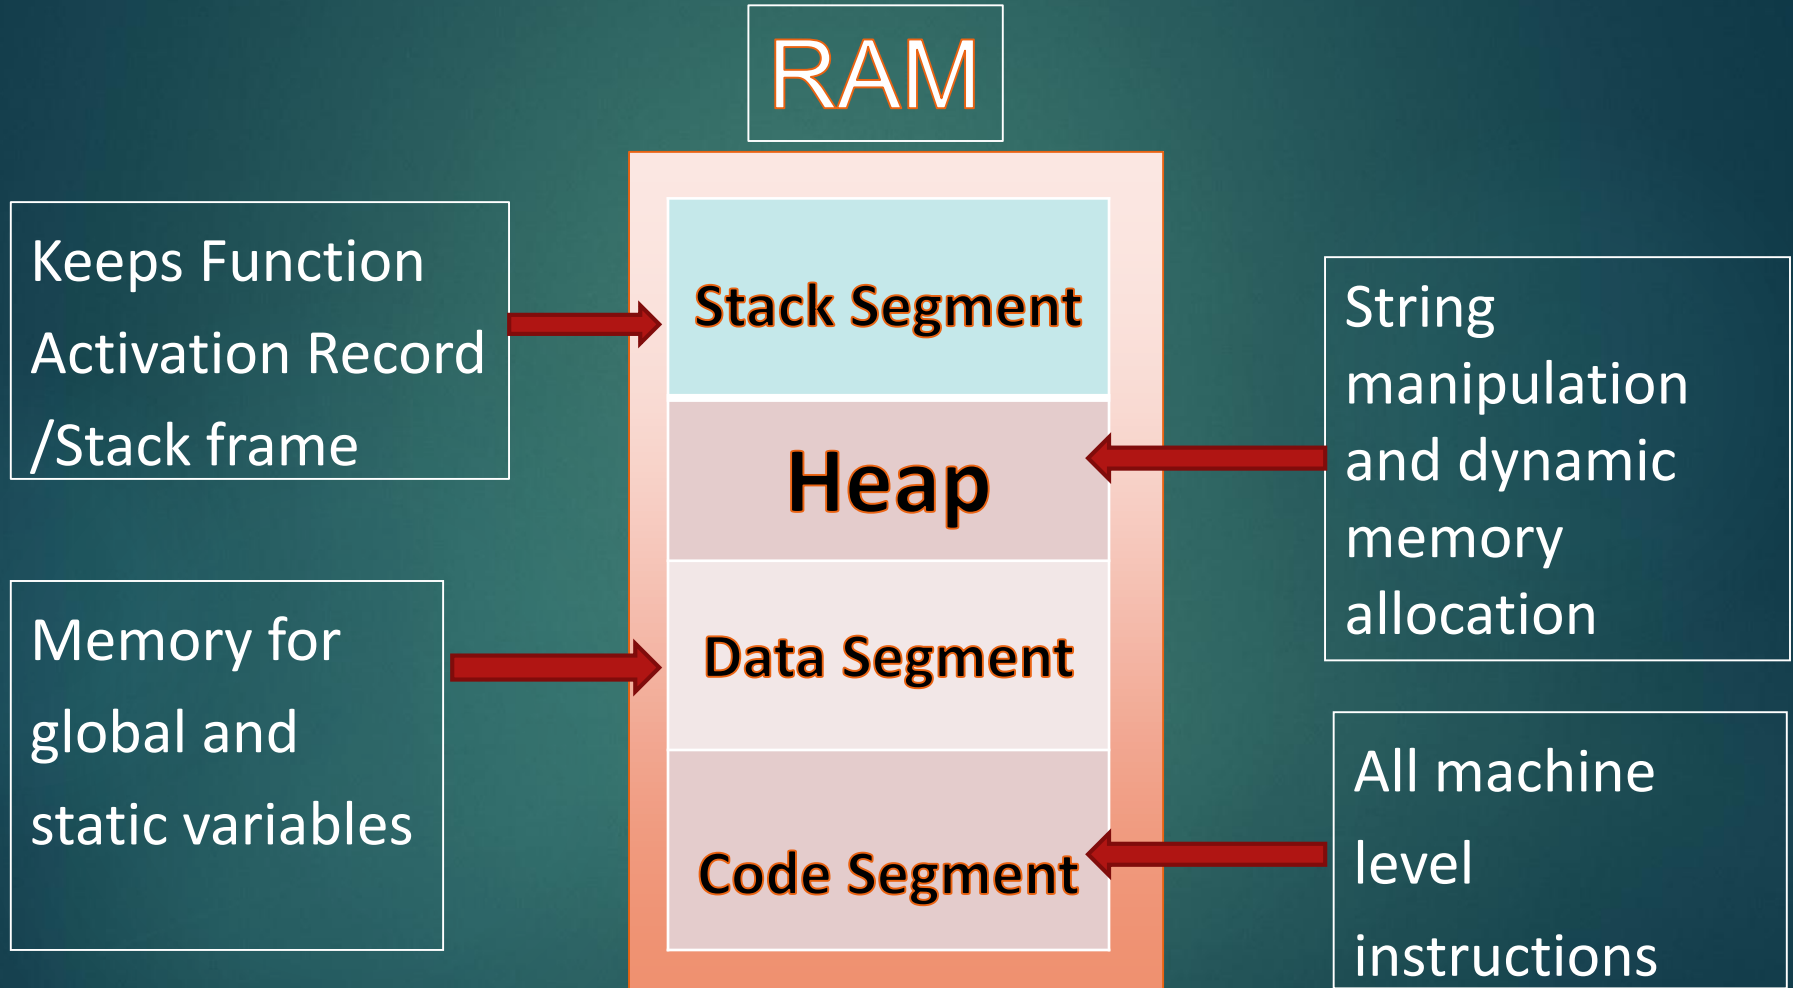 RAM
Keeps Function
Activation Record
/Stack frame
Stack Segment
String
manipulation
and dynamic
memory
allocation
Heap
Memory for
global and
static variables
Data Segment
All machine
level
instructions
Code Segment